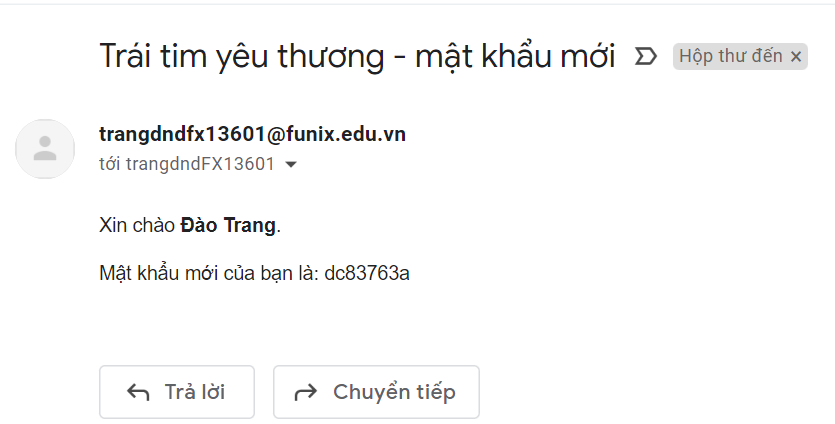 Trái tim yêu thương - mật khẩu mới Hộp thư đến ×
trangdndfx13601@funix.edu.vn
tới trangdndFX13601
Xin chào Đào Trang.
Mật khẩu mới của bạn là: dc83763a
Trả lời Chuyển tiếp